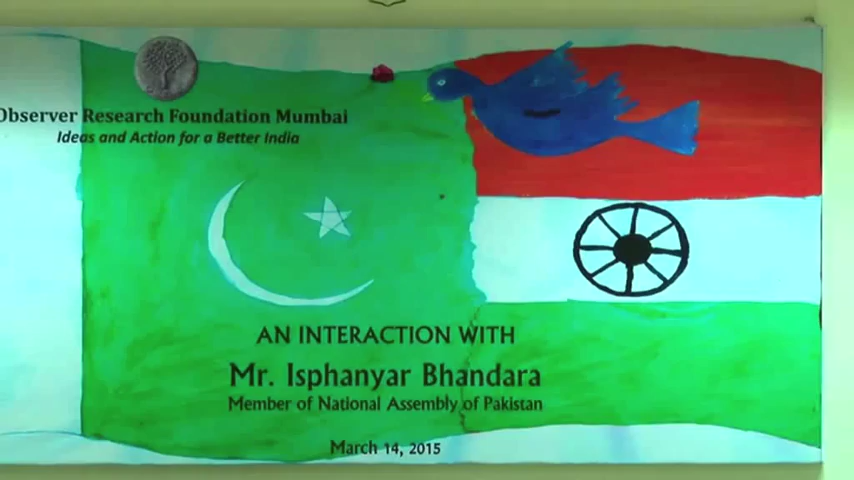 Observer Research Foundation Mumbai
Ideas and Action for a Better India
AN INTERACTION WITH
Mr. Isphanyar Bhandara
Member of National Assembly of Pakistan
March 14, 2015